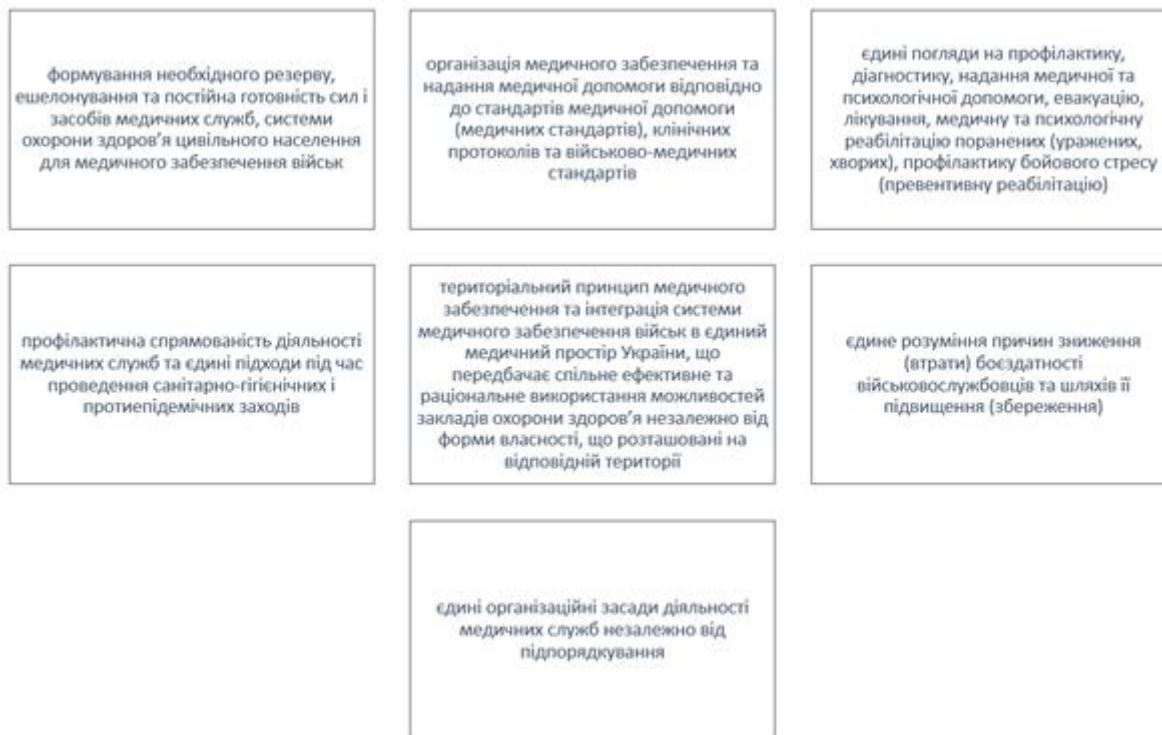 формування необхідного резерву,
ешелонування та постійна готовність сил і
засобів медичних служб, системи
охорони здоров’я цивільного населення
для медичного забезпечення військ
організація медичного забезпечення та
надання медичної допомоги відповідно
до стандартів медичної допомоги
(медичних стандартів), клінічних
протоколів та військово-медичних
стандартів
єдині погляди на профілактику,
діагностику, надання медичної та
психологічної допомоги, евакуацію,
лікування, медичну та психологічну
реабілітацію поранених (уражених,
хворих), профілактику бойового стресу
(превентивну реабілітацію)
профілактична спрямованість діяльності
медичних служб та єдині підходи під час
проведення санітарно-гігієнічних і
протиепідемічних заходів
територіальний принцип медичного
забезпечення та інтеграція системи
медичного забезпечення військ в єдиний
медичний простір України, що
передбачає спільне ефективне та
раціональне використання можливостей
закладів охорони здоров’я незалежно від
форми власності, що розташовані на
відповідній території
єдине розуміння причин зниження
(втрати) боєздатності
військовослужбовців та шляхів її
підвищення (збереження)
єдині організаційні засади діяльності
медичних служб незалежно від
підпорядкування